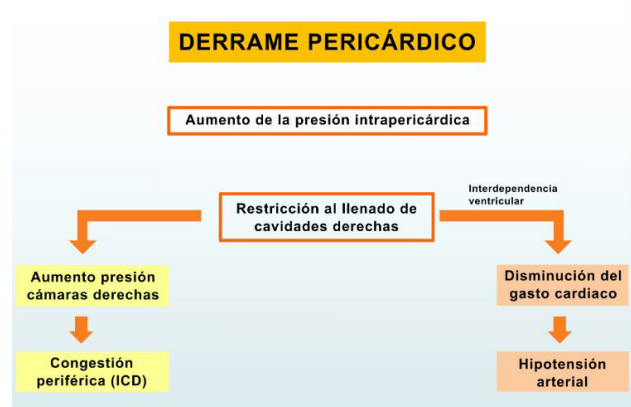 DERRAME PERICÁRDICO
Aumento de la presión intrapericárdica
Interdependencia
ventricular
Restricción al llenado de
cavidades derechas
Aumento presión
cámaras derechas
Disminución del
gasto cardiaco
Congestión
periférica (ICD)
Hipotensión
arterial